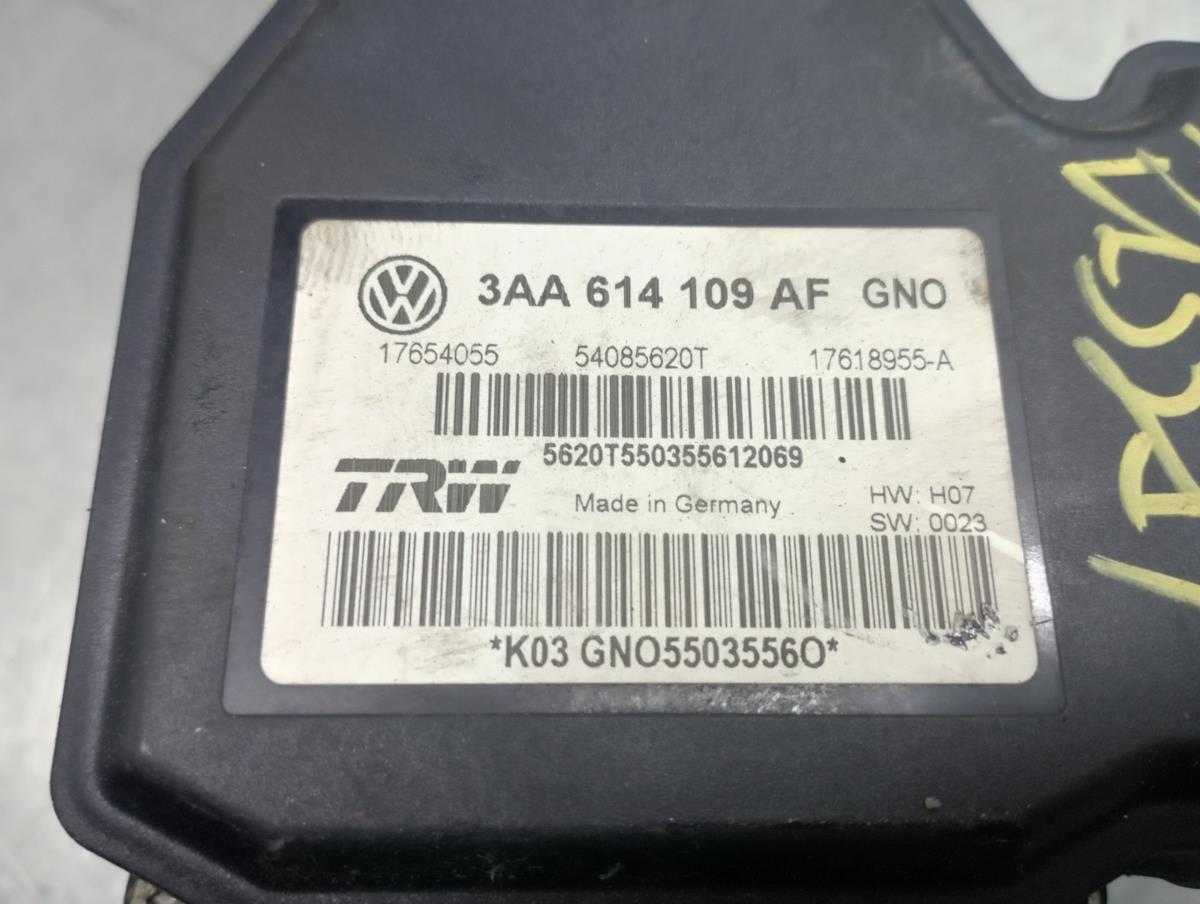 3AA 614 109 AF GNO
17654055 54085620T 17618955-A
5620T550355612069
TRW
Made in Germany
HW: H07
SW: 0023
*K03 GNO55035560*